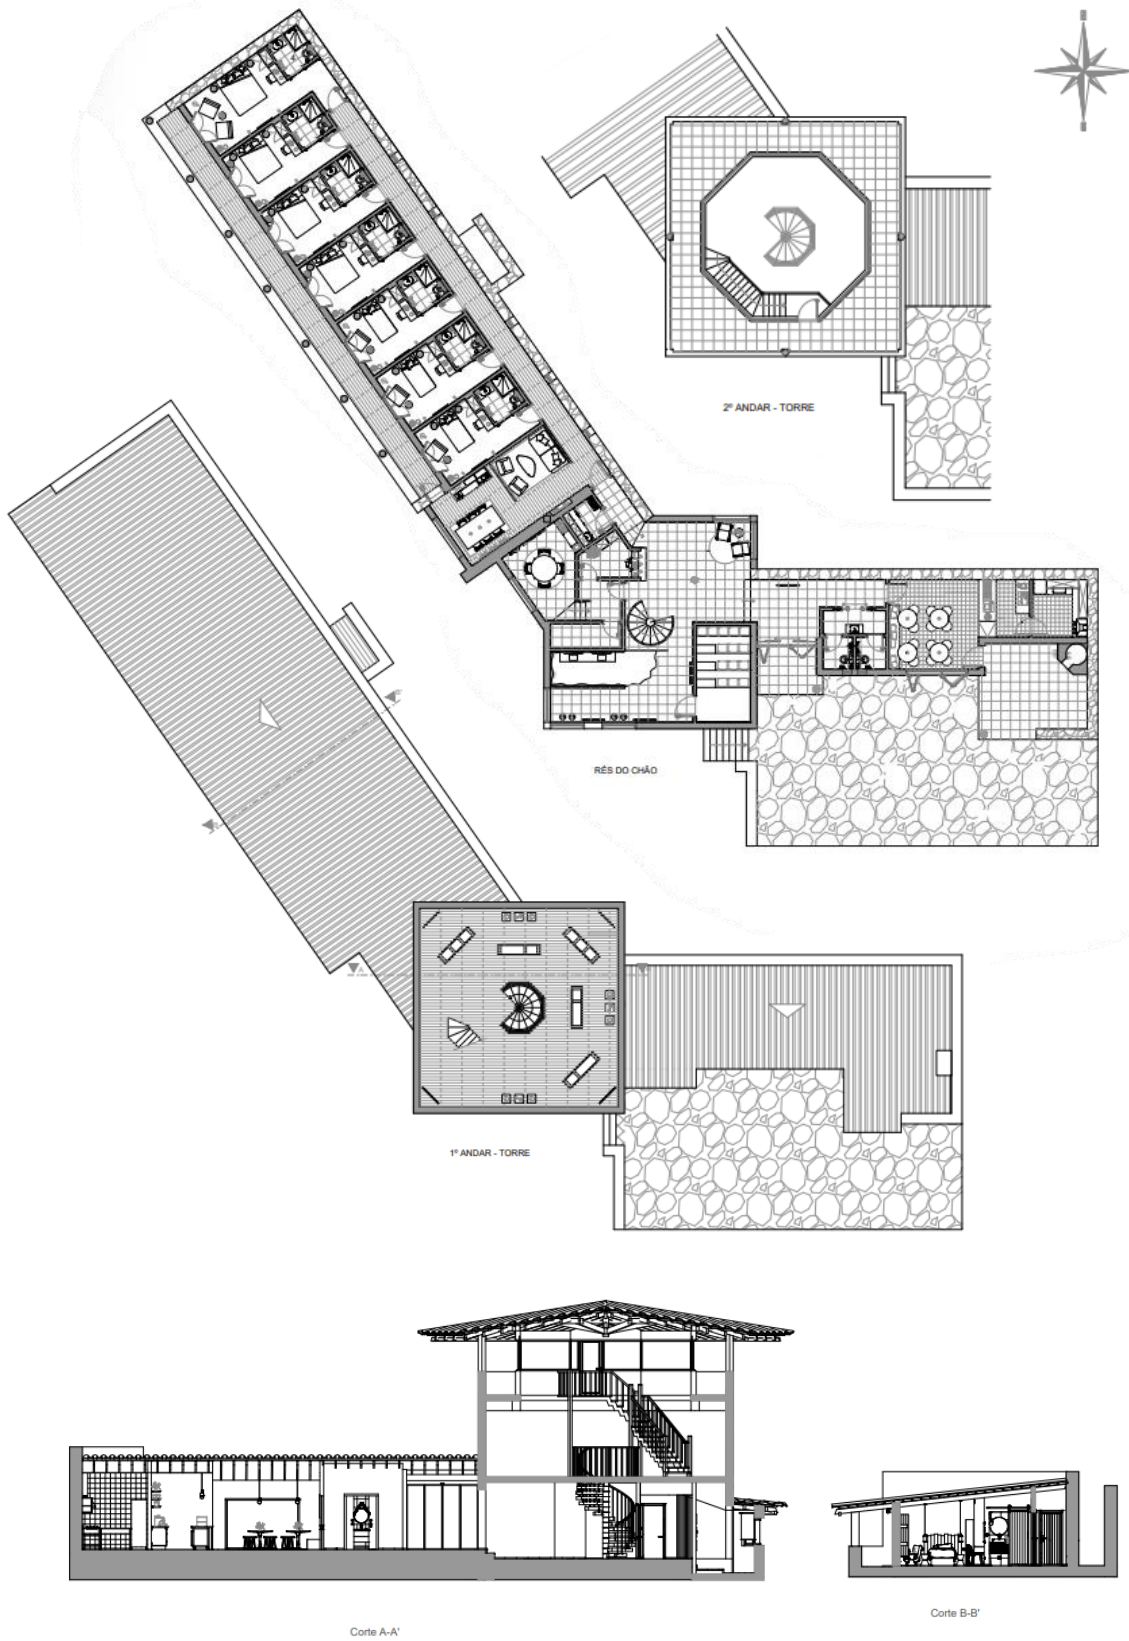 2º ANDAR - TORRE
RÉS DO CHÃO
1º ANDAR - TORRE
Corte A-A'
Corte B-B'